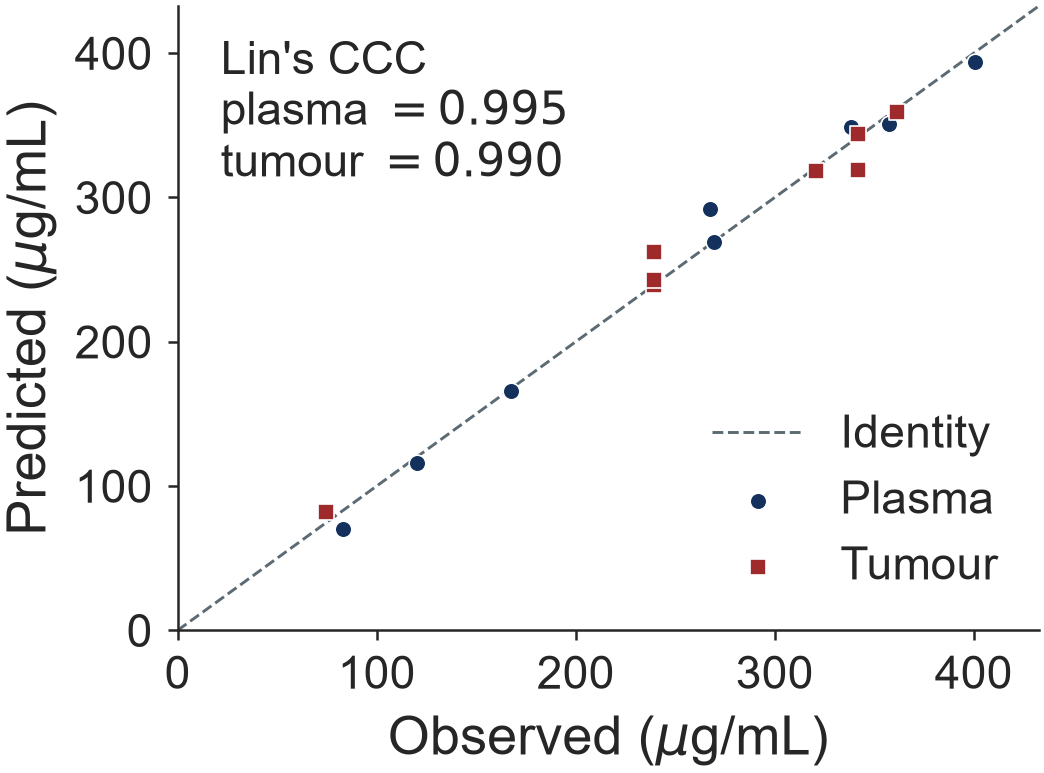 Lin's CCC
plasma = 0.995
tumour = 0.990
Predicted (μg/mL)
400
300
200
100
0
Identity
Plasma
Tumour
0 100 200 300 400
Observed (μg/mL)